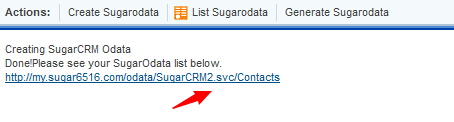 Actions: Create Sugarodata List Sugarodata Generate Sugarodata
Creating SugarCRM Odata
Done!Please see your SugarOdata list below.
http://my.sugar6516.com/odata/SugarCRM2.svc/Contacts